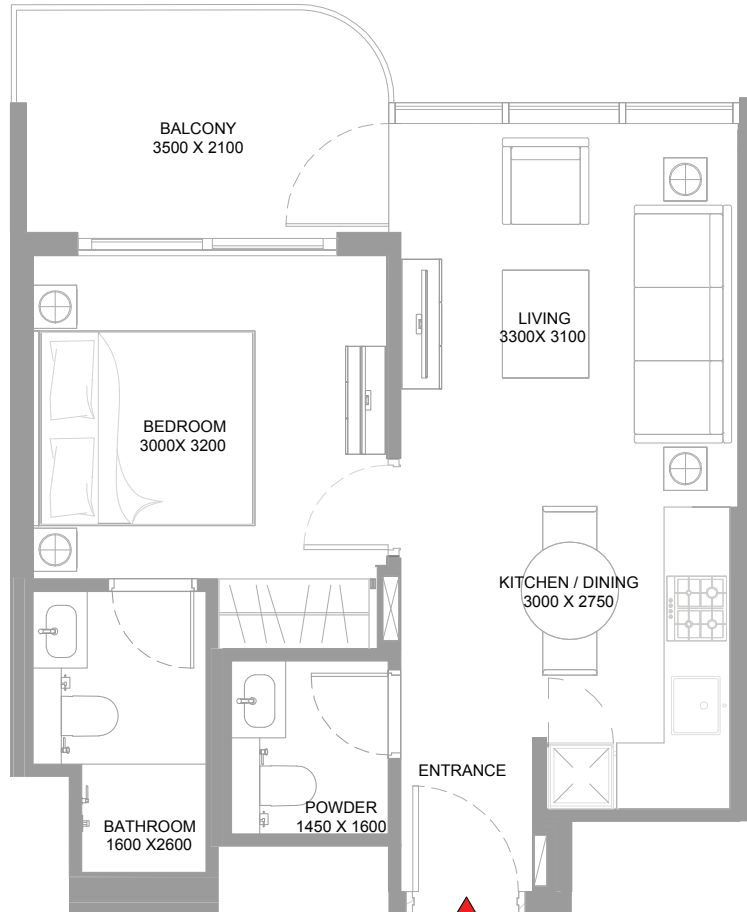 BALCONY
3500 X 2100
LIVING
3300X 3100
BEDROOM
3000X 3200
KITCHEN / DINING
3000 X 2750
ENTRANCE
POWDER
1450 X 1600
BATHROOM
1600 X2600